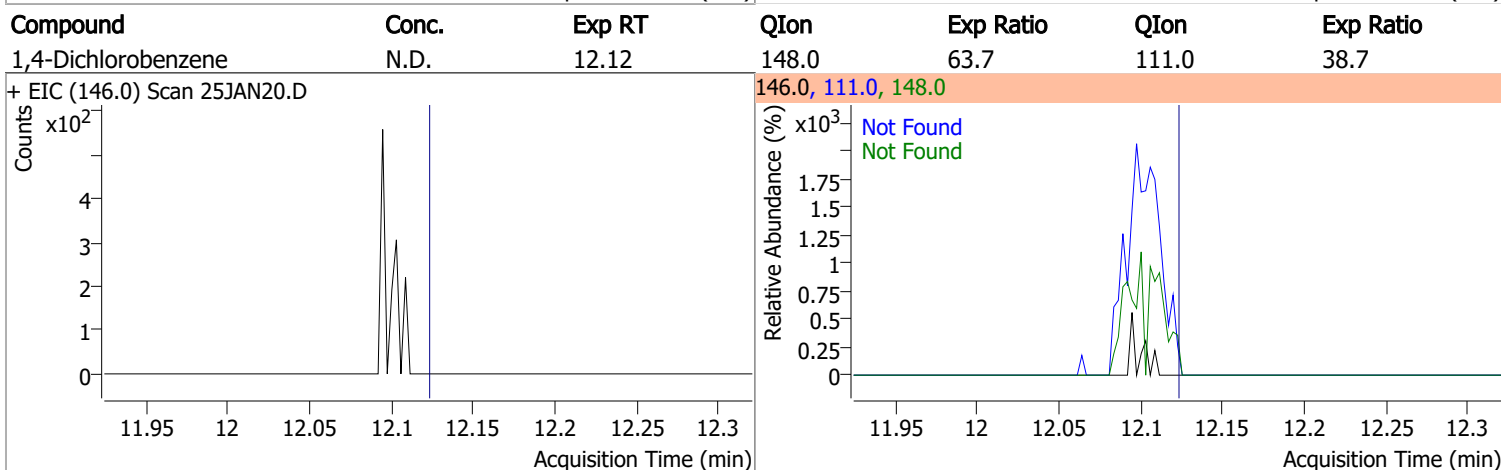 Compound Conc. Exp RT QIon Exp Ratio QIon Exp Ratio
1,4-Dichlorobenzene N.D. 12.12 148.0 63.7 111.0 38.7
+ EIC (146.0) Scan 25JAN20.D
Counts
x10²
4
3
2
1
0
11.95 12 12.05 12.1 12.15 12.2 12.25 12.3
Acquisition Time (min)
146.0, 111.0, 148.0
Relative Abundance (%)
x10³
Not Found
Not Found
1.75
1.5
1.25
1
0.75
0.5
0.25
0
11.95 12 12.05 12.1 12.15 12.2 12.25 12.3
Acquisition Time (min)